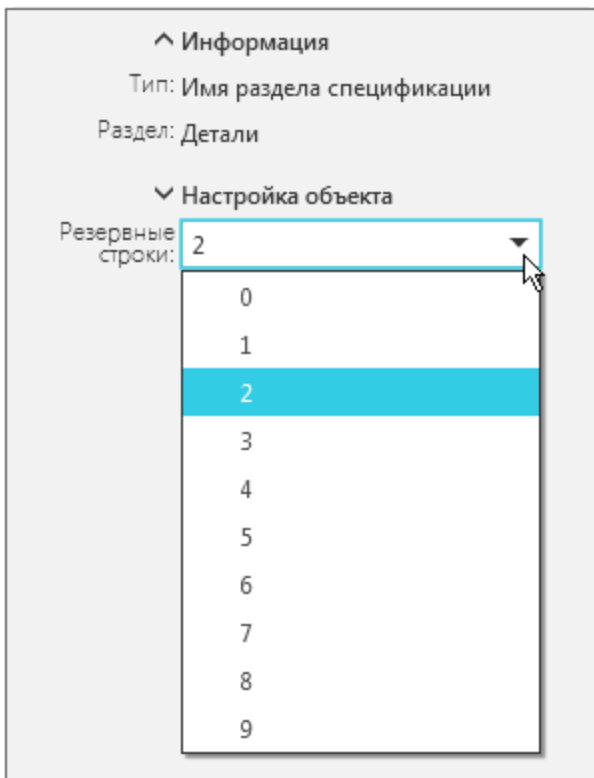 Информация
Тип: Имя раздела спецификации
Раздел: Детали
Настройка объекта
Резервные
строки: 2
0
1
2
3
4
5
6
7
8
9